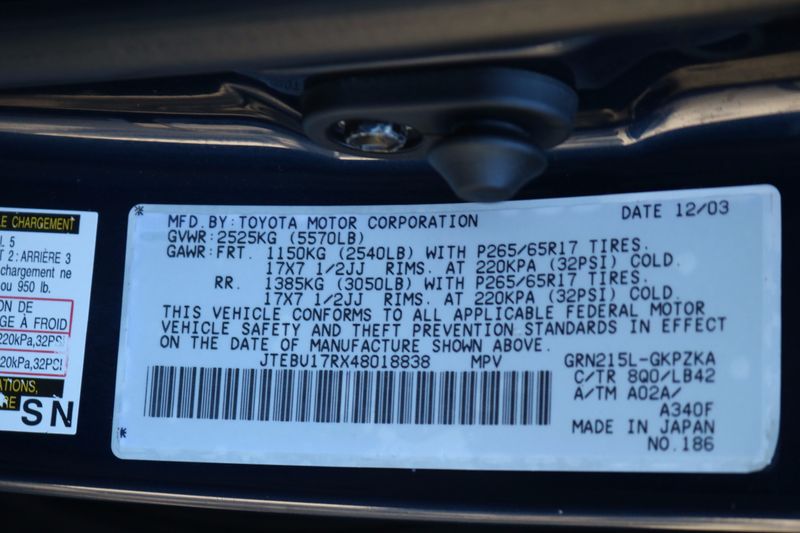 LE CHARGEMENT
L 5
T 2: ARRIÈRE 3
chargement ne
ou 950 lb.
ON DE
GE À FROID
220kPa,32PSI
220kPa,32PSI
ATIONS,
RE
SN
MFD.BY:TOYOTA MOTOR CORPORATION DATE 12/03
GVWR:2525KG (5570LB)
GAWR:FRT. 1150KG (2540LB) WITH P265/65R17 TIRES.
17X7 1/2JJ RIMS. AT 220KPA (32PSI) COLD.
RR. 1385KG (3050LB) WITH P265/65R17 TIRES.
17X7 1/2JJ RIMS. AT 220KPA (32PSI) COLD.
THIS VEHICLE CONFORMS TO ALL APPLICABLE FEDERAL MOTOR
VEHICLE SAFETY AND THEFT PREVENTION STANDARDS IN EFFECT
ON THE DATE OF MANUFACTURE SHOWN ABOVE.
JTEBU17RX48018838 MPV GRN215L-GKPZKA
C/TR 8Q0/LB42
A/TM A02A/
A340F
MADE IN JAPAN
NO.186